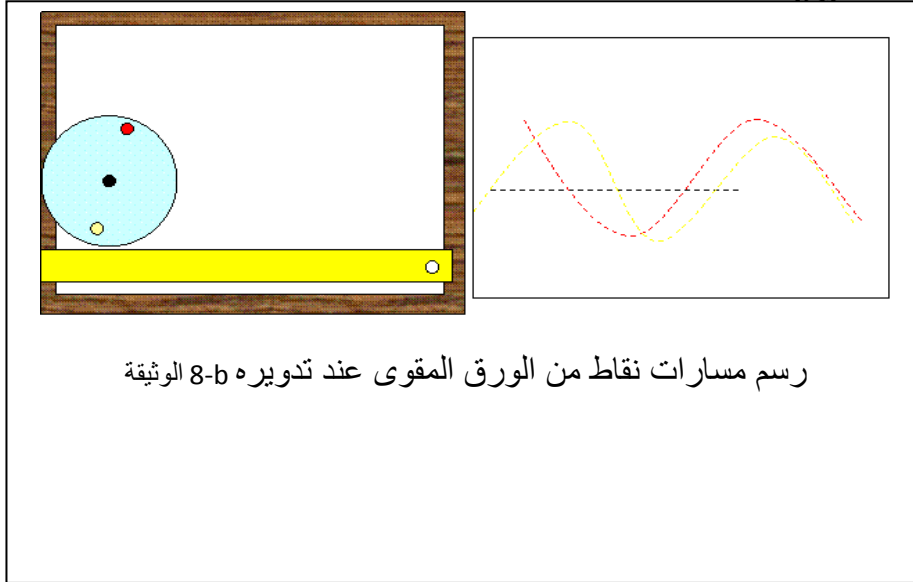 رسم مسارات نقاط من الورق المقوى عند تدويره 8-b الوثيقة